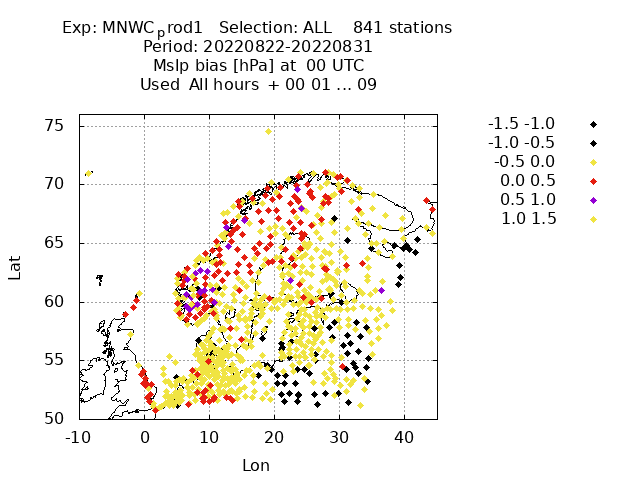 Exp: MNWCprod1 Selection: ALL 841 stations
Period: 20220822-20220831
Mslp bias [hPa] at 00 UTC
Used All hours + 00 01 ... 09
-1.5 -1.0
-1.0 -0.5
-0.5 0.0
0.0 0.5
0.5 1.0
1.0 1.5
75
70
65
60
55
50
Lat
-10 0 10 20 30 40
Lon